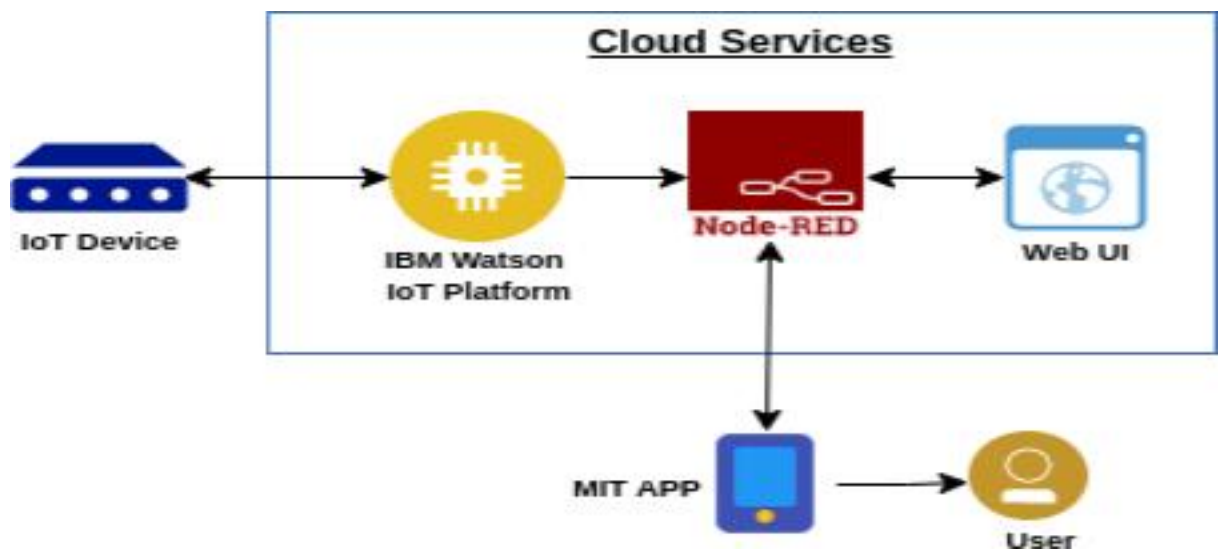 Cloud Services
IoT Device
IBM Watson
IoT Platform
Node-RED
Web UI
MIT APP
User